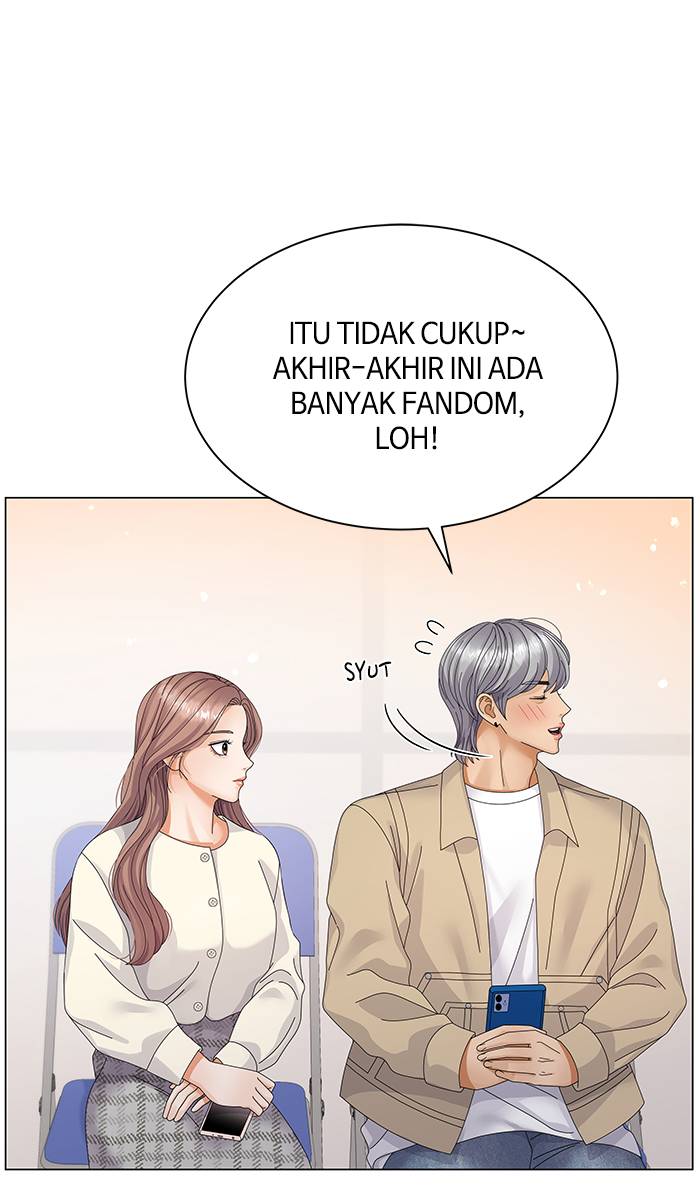 ITU TIDAK CUKUP~
AKHIR-AKHIR INI ADA
BANYAK FANDOM,
LOH!
SYUT